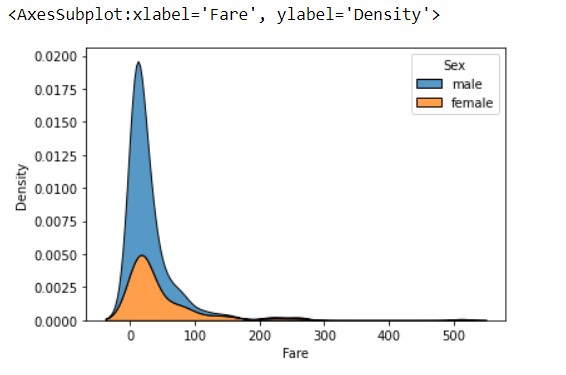 <AxesSubplot:xlabel='Fare', ylabel='Density'>
Sex
male
female
0.0200
0.0175
0.0150
0.0125
0.0100
0.0075
0.0050
0.0025
0.0000
Density
0 100 200 300 400 500
Fare